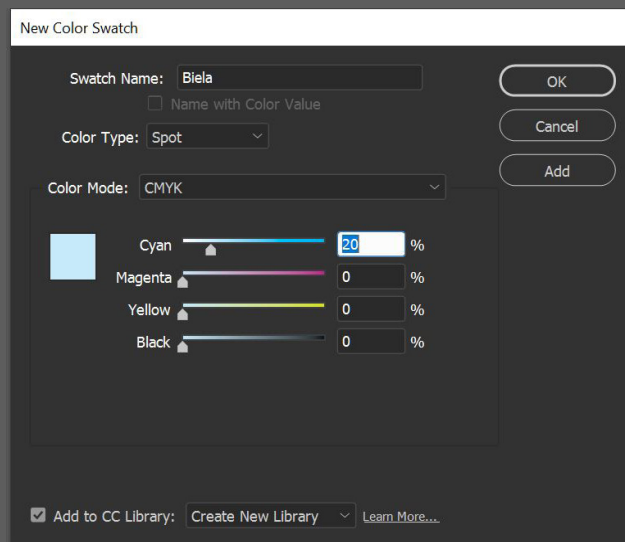 New Color Swatch
Swatch Name: Biela
OK
Name with Color Value
Color Type: Spot
Cancel
Add
Color Mode: CMYK
Cyan 20 %
Magenta 0 %
Yellow 0 %
Black 0 %
Add to CC Library: Create New Library Learn More...